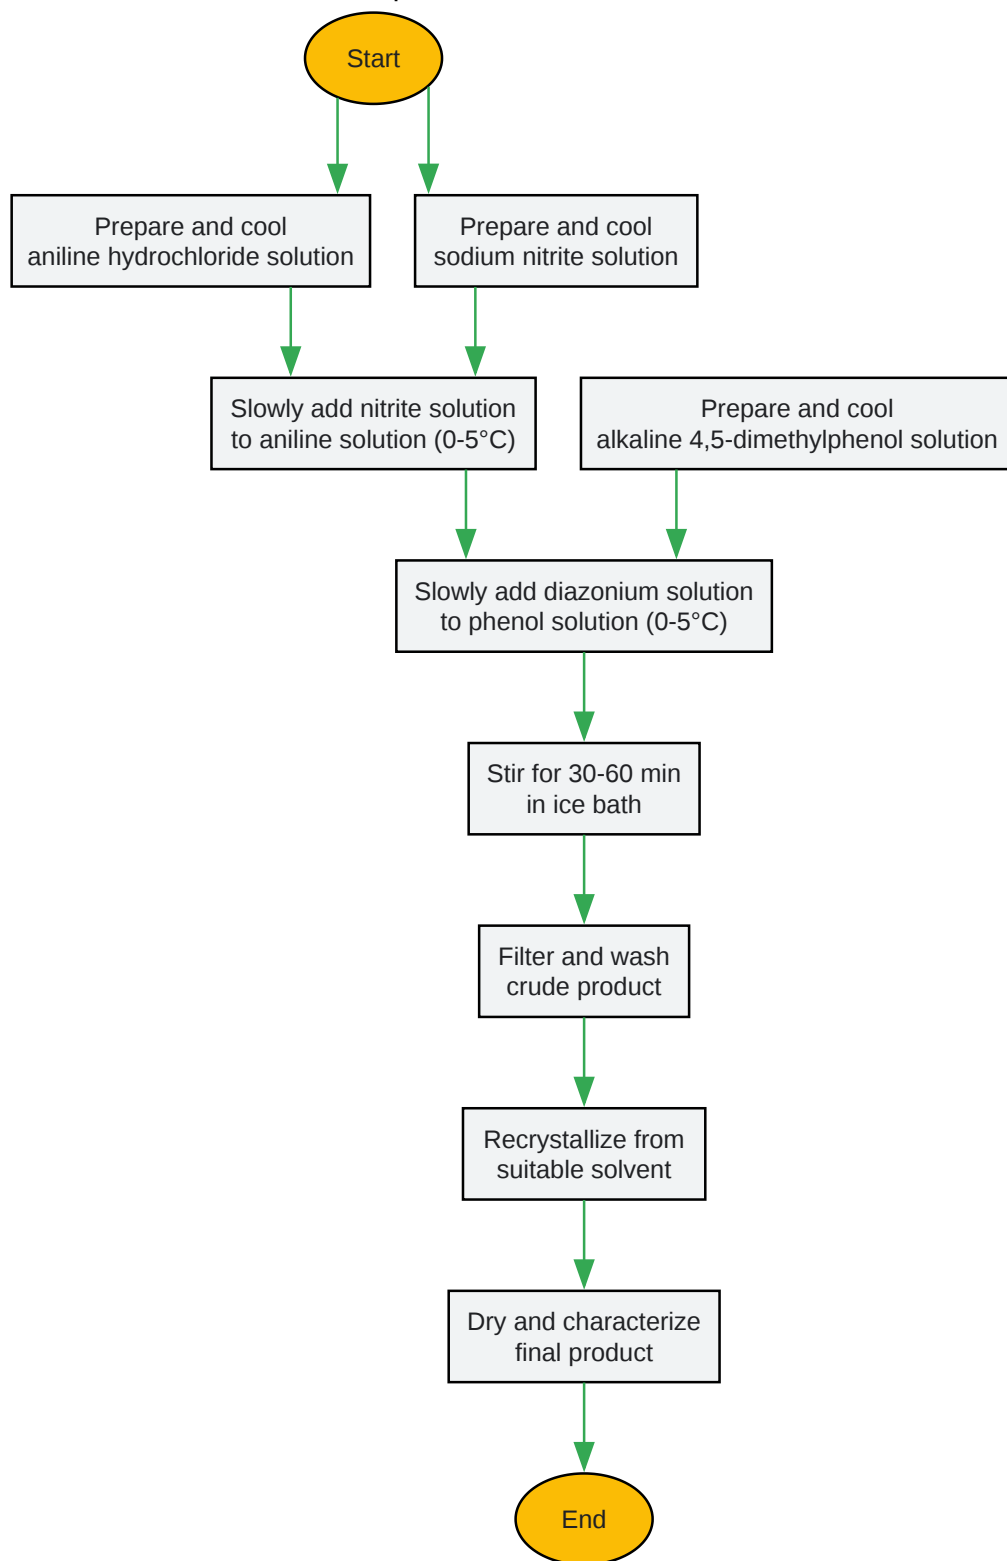 Start
Prepare and cool
aniline hydrochloride solution
Prepare and cool
sodium nitrite solution
Slowly add nitrite solution
to aniline solution (0-5°C)
Prepare and cool
alkaline 4,5-dimethylphenol solution
Slowly add diazonium solution
to phenol solution (0-5°C)
Stir for 30-60 min
in ice bath
Filter and wash
crude product
Recrystallize from
suitable solvent
Dry and characterize
final product
End